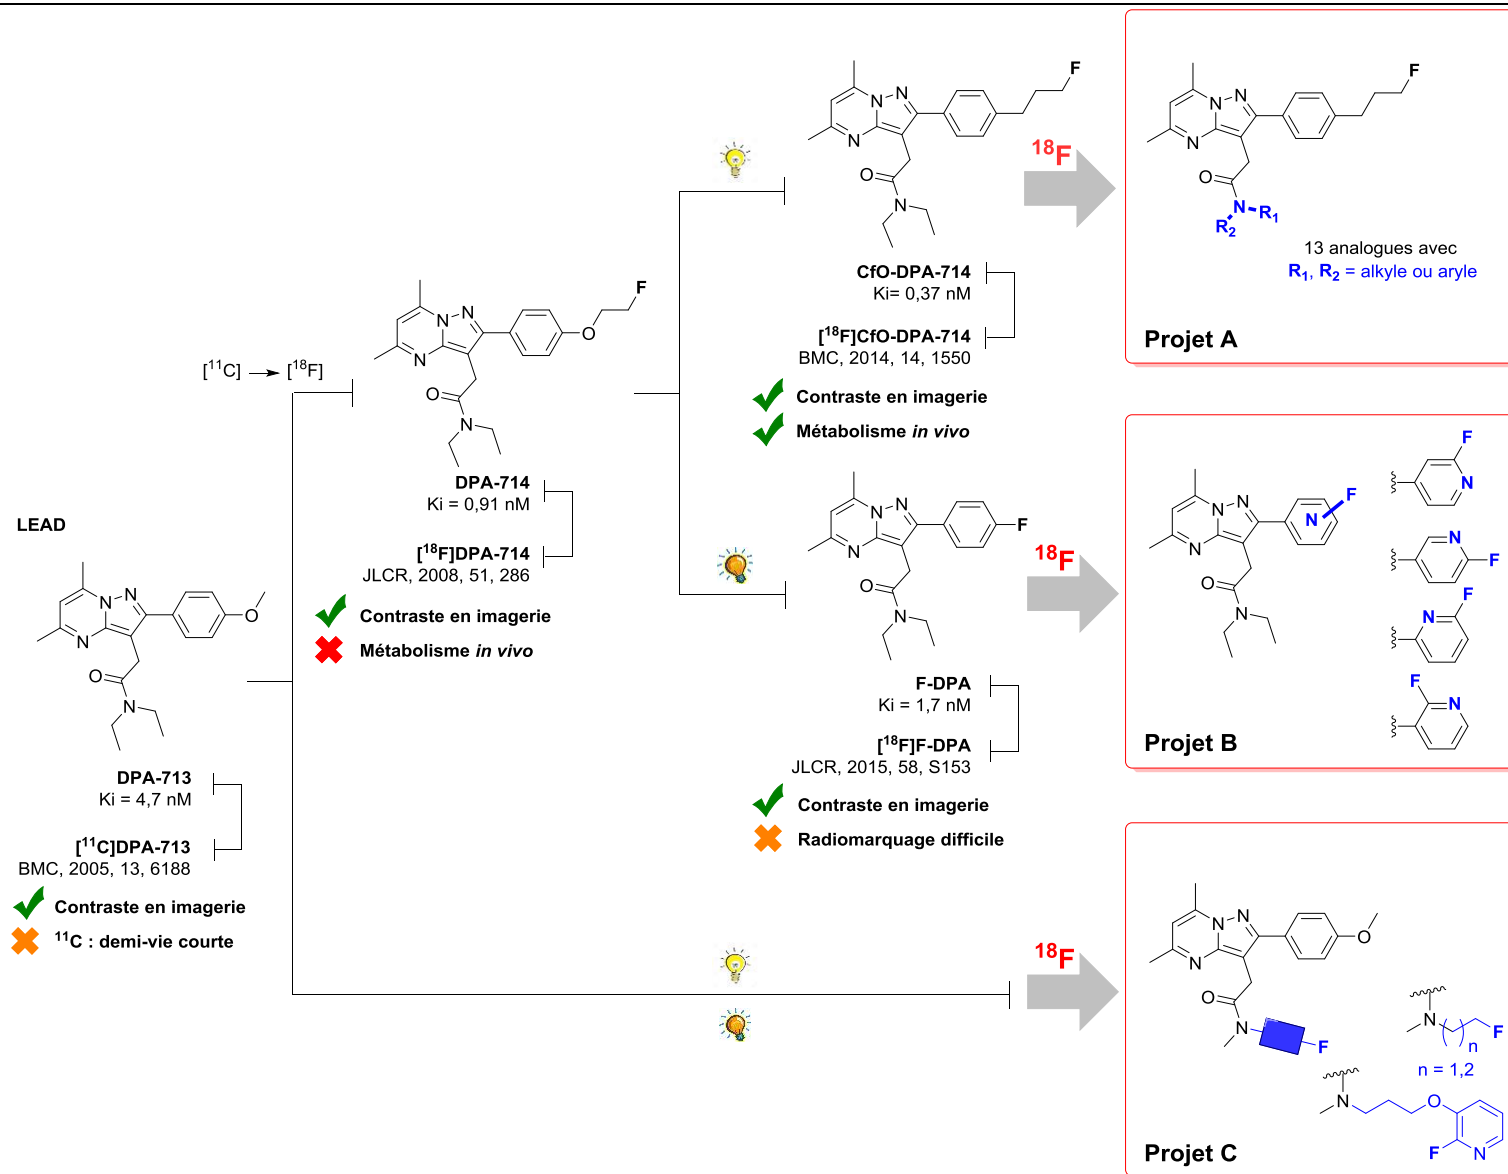 LEAD
DPA-713
Ki = 4,7 nM
[¹¹C]DPA-713
BMC, 2005, 13, 6188
Contraste en imagerie
¹¹C : demi-vie courte
[¹¹C] → [¹⁸F]
N
N
N
O
O
N
F
N
N
N
O
O
N
DPA-714
Ki = 0,91 nM
[¹⁸F]DPA-714
JLCR, 2008, 51, 286
Contraste en imagerie
Métabolisme in vivo
F
N
N
N
O
N
CfO-DPA-714
Ki= 0,37 nM
[¹⁸F]CfO-DPA-714
BMC, 2014, 14, 1550
Contraste en imagerie
Métabolisme in vivo
N
N
F
N
O
N
F-DPA
Ki = 1,7 nM
[¹⁸F]F-DPA
JLCR, 2015, 58, S153
Contraste en imagerie
Radiomarquage difficile
¹⁸F
F
N
N
N
O
N
R₁
R₂
13 analogues avec
R₁, R₂ = alkyle ou aryle
Projet A
¹⁸F
N
N
F
N
N
O
N
F
N
N
F
F
N
F
N
Projet B
¹⁸F
N
N
N
O
O
N
F
N
F
n
n = 1,2
N
O
F
N
Projet C